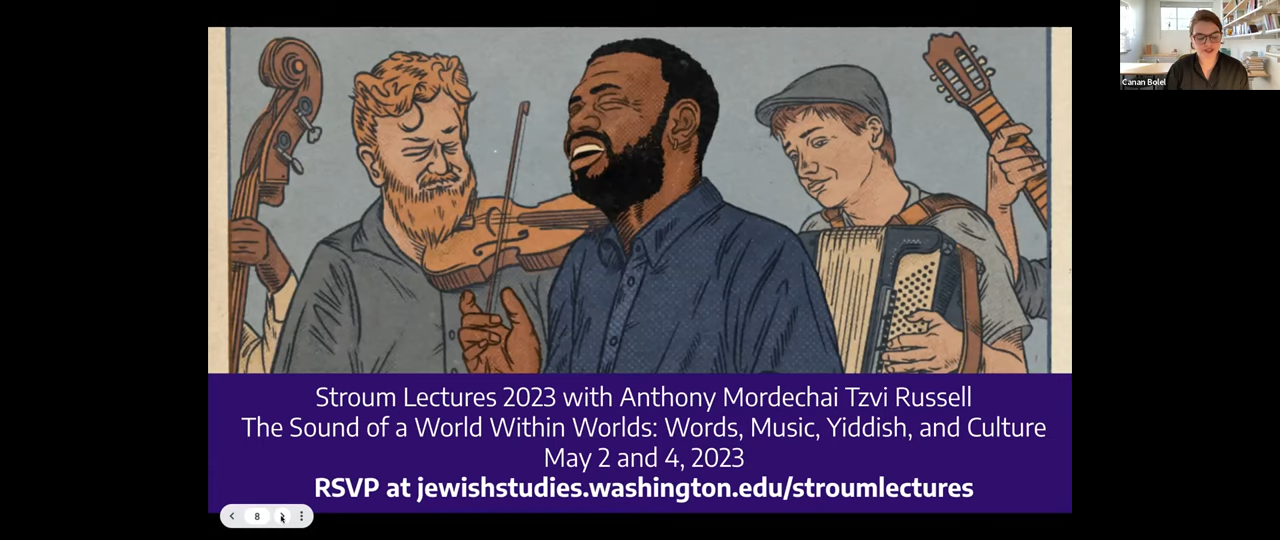 Canan Bolel
Stroum Lectures 2023 with Anthony Mordechai Tzvi Russell
The Sound of a World Within Worlds: Words, Music, Yiddish, and Culture
May 2 and 4, 2023
RSVP at jewishstudies.washington.edu/stroumlectures
8